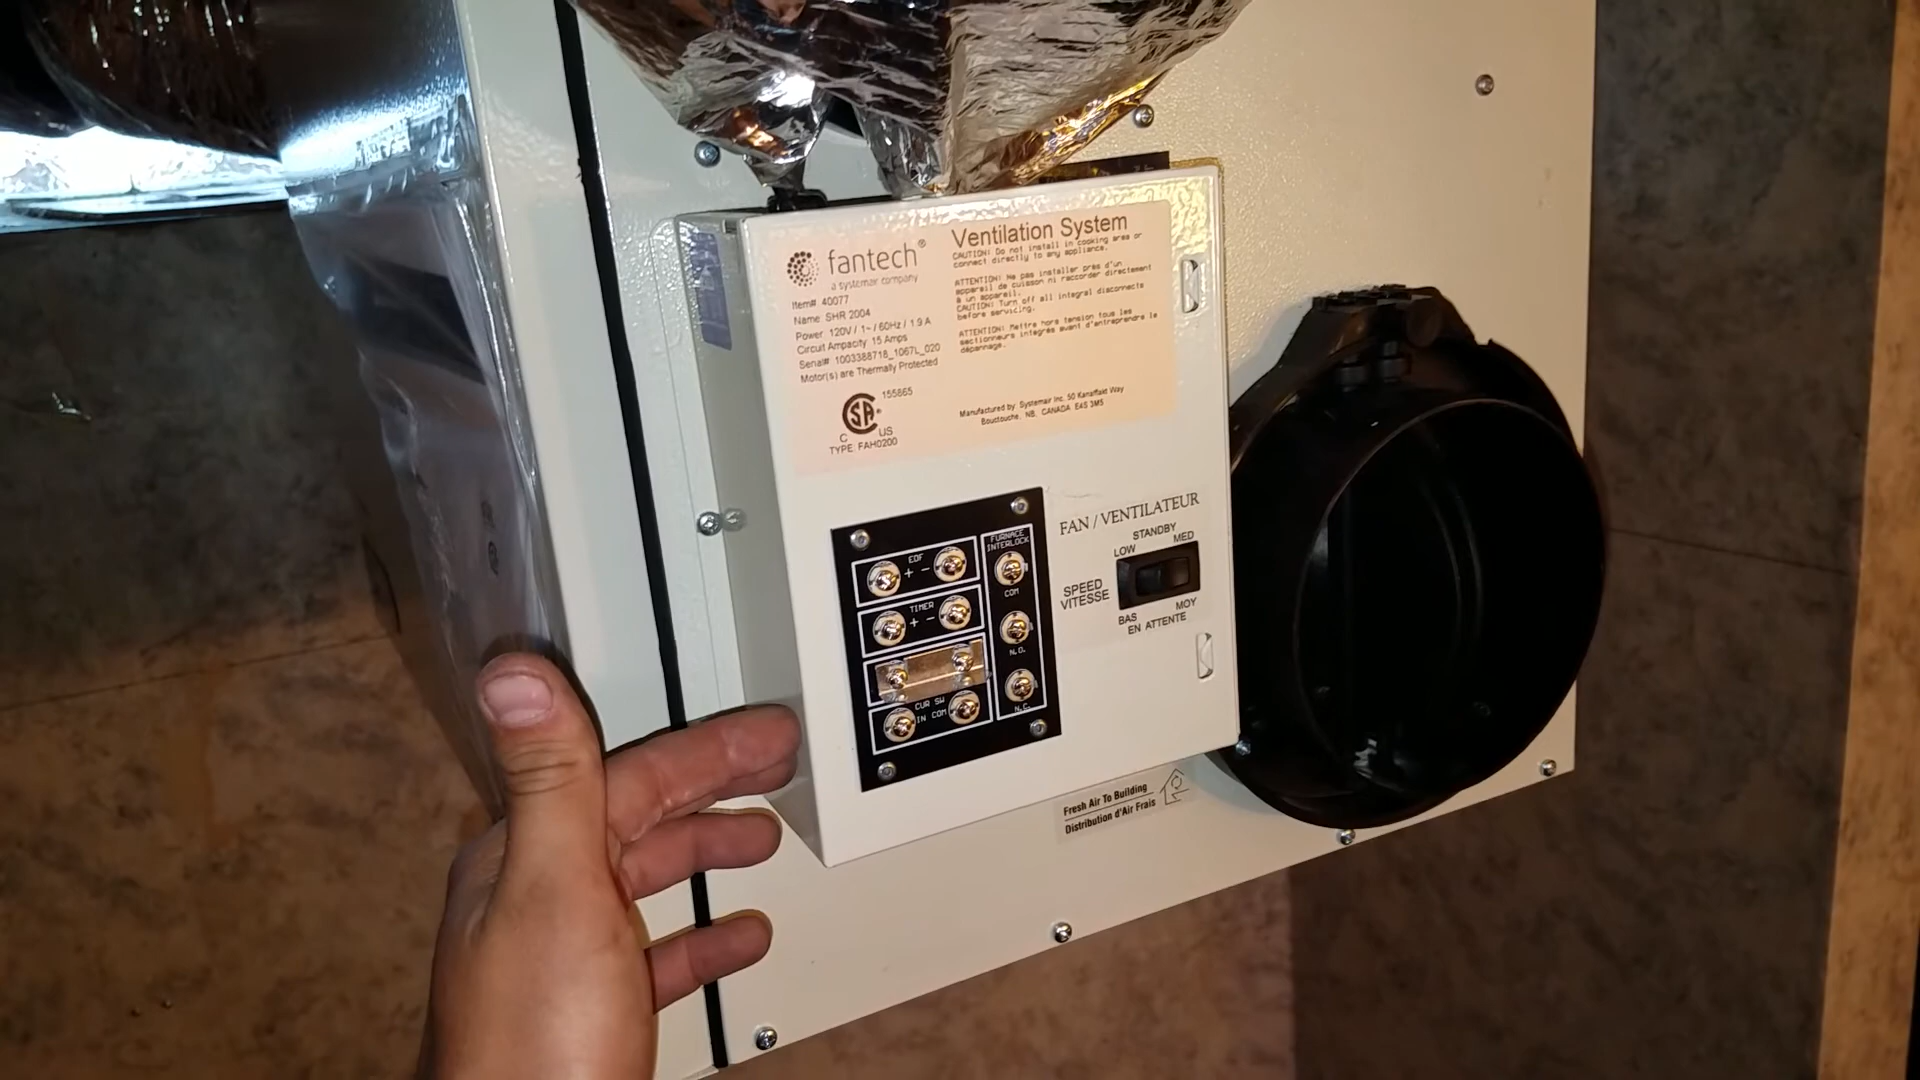 fantech®
a systemair company
Item# 40077
Name: SHR 2004
Power: 120V / 1~ / 60Hz / 1.9 A
Circuit Ampacity 15 Amps
Serial# 1003388718_1067L_020
Motor(s) are Thermally Protected
155865
CSA®
C US
TYPE: FAH0200
Ventilation System
CAUTION: Do not install in cooking area or
connect directly to any appliance.
ATTENTION: Ne pas installer près d'un
appareil de cuisson ni raccorder directement
à un appareil.
CAUTION: Turn off all integral disconnects
before servicing.
ATTENTION: Mettre hors tension tous les
sectionneurs intégrés avant d'entreprendre le
dépannage.
Manufactured by: Systemair Inc. 50 Kanalflakt Way
Bouctouche, NB, CANADA E4S 3M5
EDF
+ -
TIMER
+ -
CUR SW
IN COM
FURNACE
INTERLOCK
COM
N.O.
N.C.
FAN / VENTILATEUR
STANDBY
LOW MED
SPEED
VITESSE
BAS MOY
EN ATTENTE
Fresh Air To Building
Distribution d'Air Frais